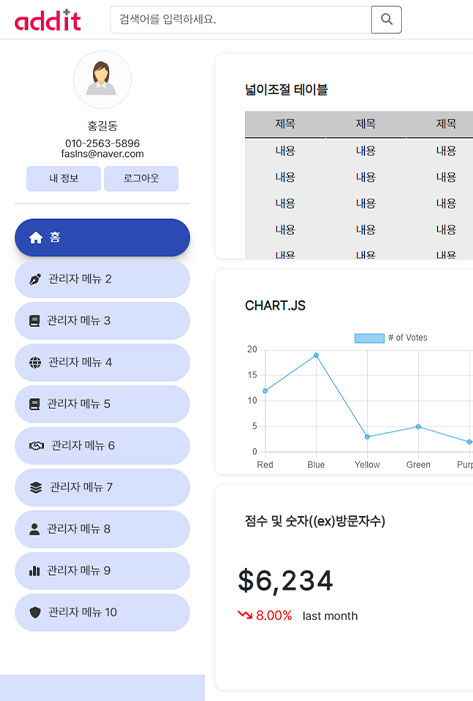 addit
검색어를 입력하세요.
홍길동
010-2563-5896
faslns@naver.com
내 정보 로그아웃
홈
관리자 메뉴 2
관리자 메뉴 3
관리자 메뉴 4
관리자 메뉴 5
관리자 메뉴 6
관리자 메뉴 7
관리자 메뉴 8
관리자 메뉴 9
관리자 메뉴 10
넓이조절 테이블
제목 제목 제목
내용 내용 내용
내용 내용 내용
내용 내용 내용
내용 내용 내용
내용 내용 내용
CHART.JS
# of Votes
20
15
10
5
0
Red Blue Yellow Green Purp
점수 및 숫자((ex)방문자수)
$6,234
8.00% last month